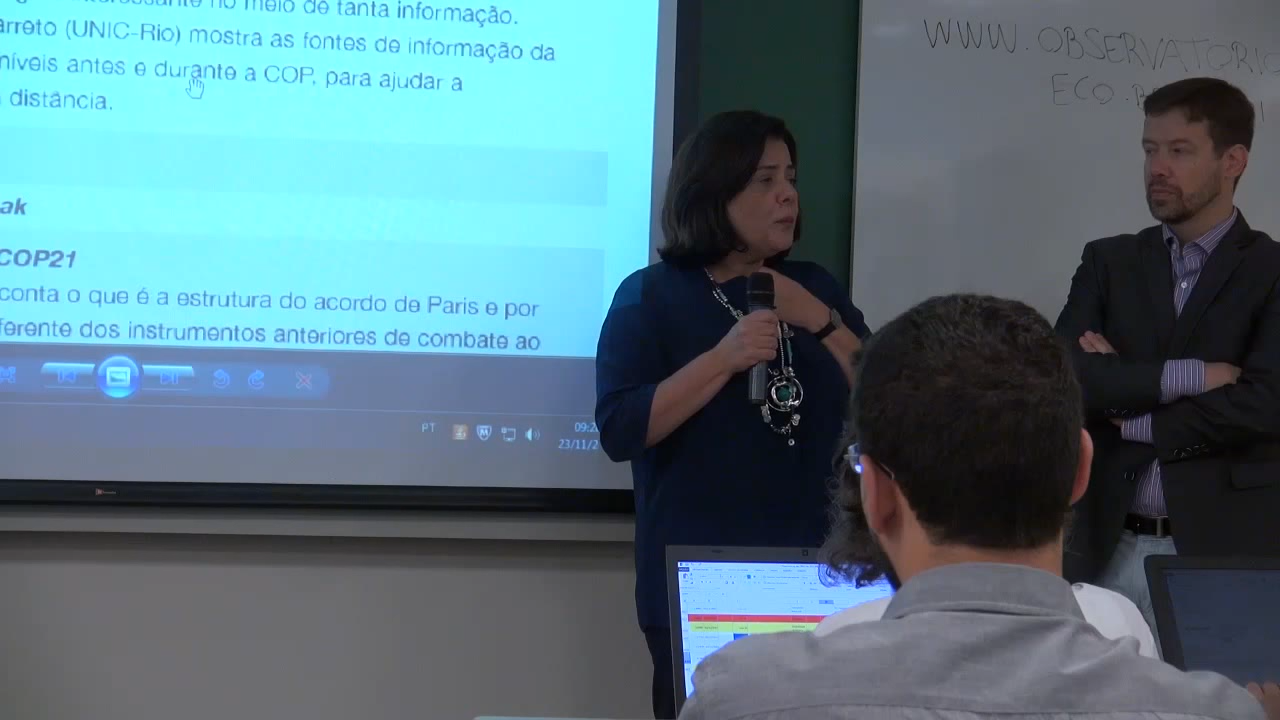 interessante no meio de tanta informação.
arreto (UNIC-Rio) mostra as fontes de informação da
níveis antes e durante a COP, para ajudar a
distância.
ak
COP21
conta o que é a estrutura do acordo de Paris e por
ferente dos instrumentos anteriores de combate ao
PT
09:2
23/11/2
WWW.OBSERVATORIO
ECO.B